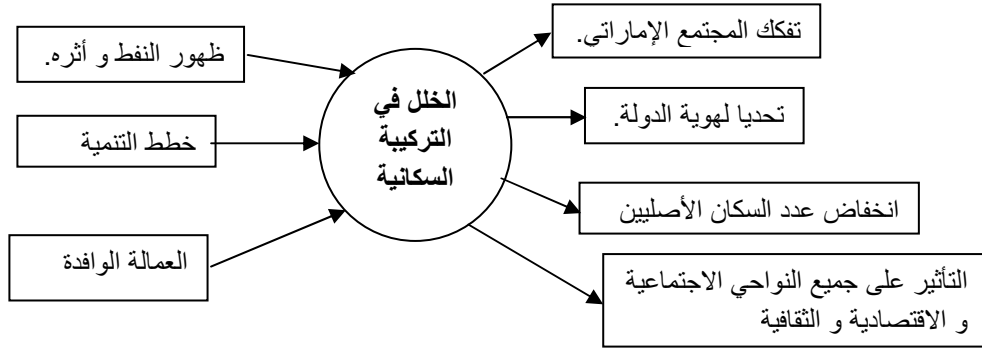 ظهور النفط و أثره.
خطط التنمية
العمالة الوافدة
الخلل في
التركيبة
السكانية
تفكك المجتمع الإماراتي.
تحديا لهوية الدولة.
انخفاض عدد السكان الأصليين
التأثير على جميع النواحي الاجتماعية
و الاقتصادية و الثقافية